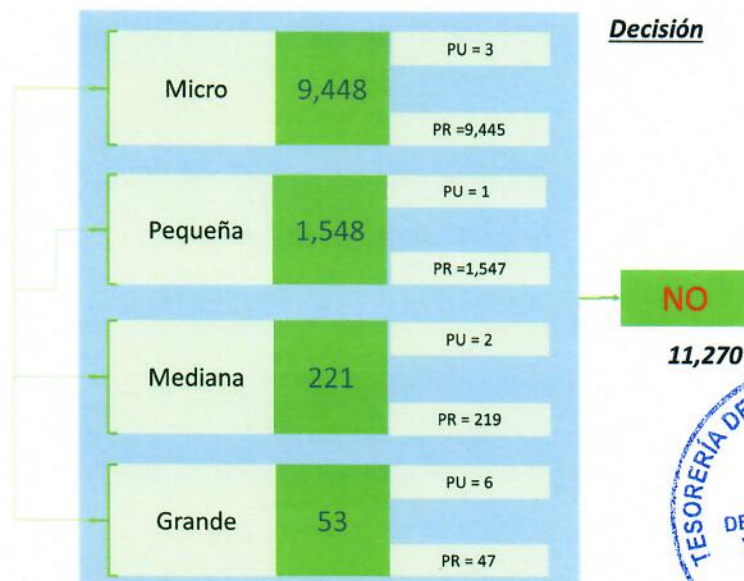 Decisión
Micro
9,448
PU = 3
PR =9,445
Pequeña
1,548
PU = 1
PR =1,547
Mediana
221
PU = 2
PR = 219
Grande
53
PU = 6
PR = 47
NO
11,270
TESORERÍA DE